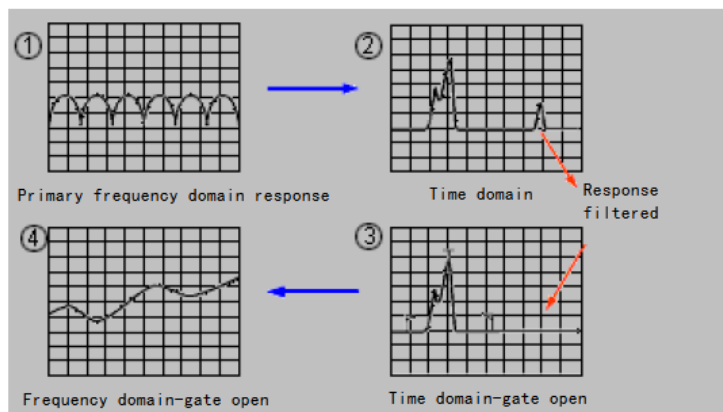 ①
②
Primary frequency domain response
Time domain
Response
filtered
④
③
Frequency domain-gate open
Time domain-gate open